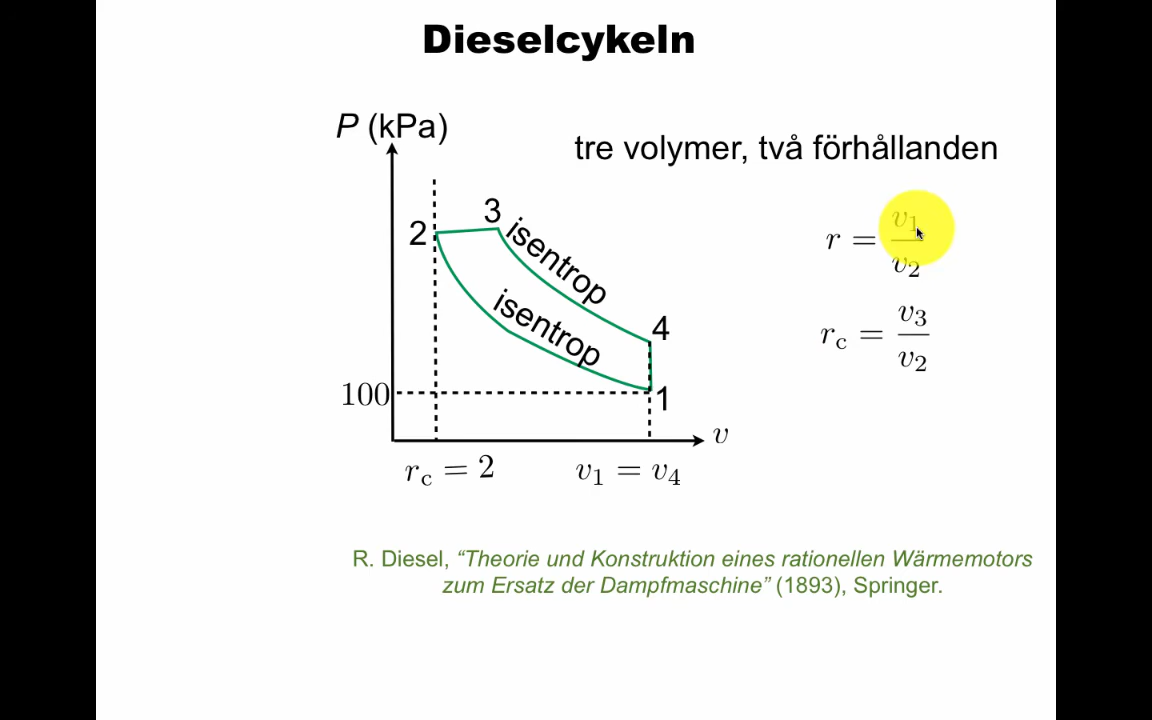 Dieselcykeln
P (kPa)
tre volymer, två förhållanden
2
3
isentrop
isentrop
4
1
100
v
r = v1 / v2
rc = v3 / v2
rc = 2
v1 = v4
R. Diesel, “Theorie und Konstruktion eines rationellen Wärmemotors
zum Ersatz der Dampfmaschine” (1893), Springer.